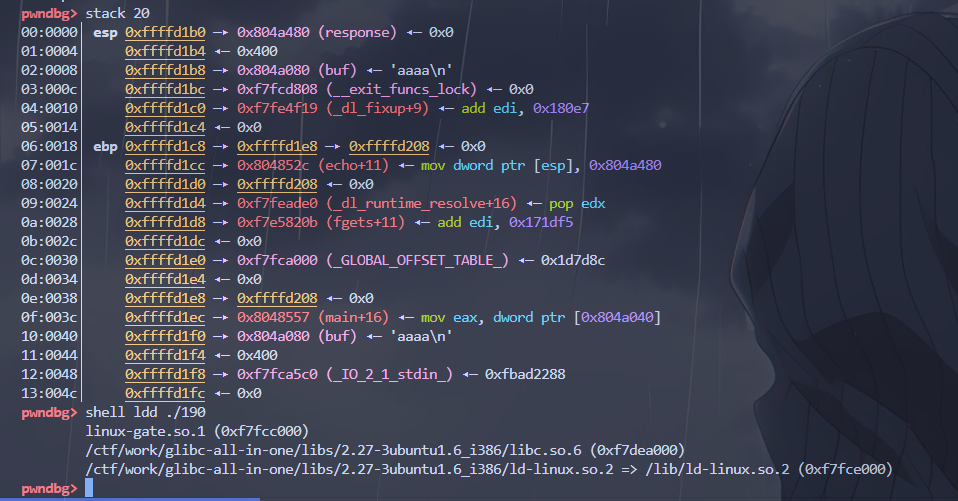 pwndbg> stack 20
00:0000│ esp 0xffffd1b0 —▸ 0x804a480 (response) ◂— 0x0
01:0004│     0xffffd1b4 ◂— 0x400
02:0008│     0xffffd1b8 —▸ 0x804a080 (buf) ◂— 'aaaa\n'
03:000c│     0xffffd1bc —▸ 0xf7fcd808 (__exit_funcs_lock) ◂— 0x0
04:0010│     0xffffd1c0 —▸ 0xf7fe4f19 (_dl_fixup+9) ◂— add edi, 0x180e7
05:0014│     0xffffd1c4 ◂— 0x0
06:0018│ ebp 0xffffd1c8 —▸ 0xffffd1e8 —▸ 0xffffd208 ◂— 0x0
07:001c│     0xffffd1cc —▸ 0x804852c (echo+11) ◂— mov dword ptr [esp], 0x804a480
08:0020│     0xffffd1d0 —▸ 0xffffd208 ◂— 0x0
09:0024│     0xffffd1d4 —▸ 0xf7feade0 (_dl_runtime_resolve+16) ◂— pop edx
0a:0028│     0xffffd1d8 —▸ 0xf7e5820b (fgets+11) ◂— add edi, 0x171df5
0b:002c│     0xffffd1dc ◂— 0x0
0c:0030│     0xffffd1e0 —▸ 0xf7fca000 (_GLOBAL_OFFSET_TABLE_) ◂— 0x1d7d8c
0d:0034│     0xffffd1e4 ◂— 0x0
0e:0038│     0xffffd1e8 —▸ 0xffffd208 ◂— 0x0
0f:003c│     0xffffd1ec —▸ 0x8048557 (main+16) ◂— mov eax, dword ptr [0x804a040]
10:0040│     0xffffd1f0 —▸ 0x804a080 (buf) ◂— 'aaaa\n'
11:0044│     0xffffd1f4 ◂— 0x400
12:0048│     0xffffd1f8 —▸ 0xf7fca5c0 (_IO_2_1_stdin_) ◂— 0xfbad2288
13:004c│     0xffffd1fc ◂— 0x0
pwndbg> shell ldd ./190
linux-gate.so.1 (0xf7fcc000)
/ctf/work/glibc-all-in-one/libs/2.27-3ubuntu1.6_i386/libc.so.6 (0xf7dea000)
/ctf/work/glibc-all-in-one/libs/2.27-3ubuntu1.6_i386/ld-linux.so.2 => /lib/ld-linux.so.2 (0xf7fce000)
pwndbg>